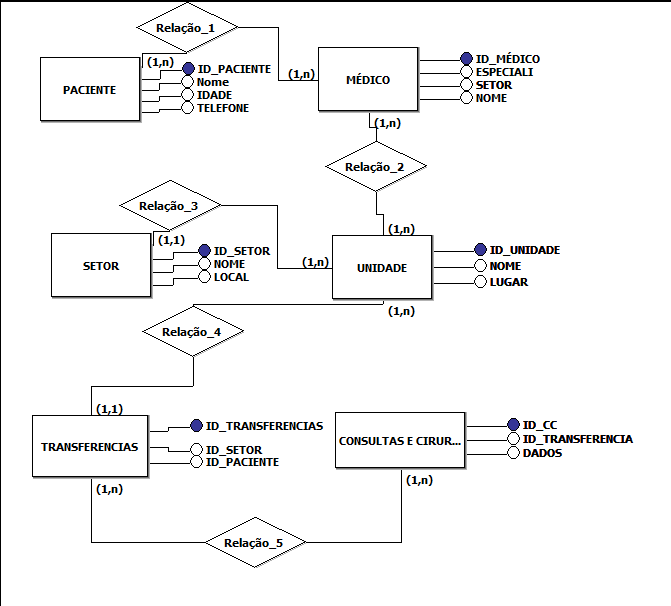 Relação_1
(1,n)
(1,n)
PACIENTE
ID_PACIENTE
Nome
IDADE
TELEFONE
MÉDICO
ID_MÉDICO
ESPECIALI
SETOR
NOME
(1,n)
Relação_2
(1,n)
Relação_3
(1,1)
(1,n)
SETOR
ID_SETOR
NOME
LOCAL
UNIDADE
ID_UNIDADE
NOME
LUGAR
(1,n)
Relação_4
(1,1)
TRANSFERENCIAS
ID_TRANSFERENCIAS
ID_SETOR
ID_PACIENTE
CONSULTAS E CIRUR...
ID_CC
ID_TRANSFERENCIA
DADOS
(1,n)
(1,n)
Relação_5